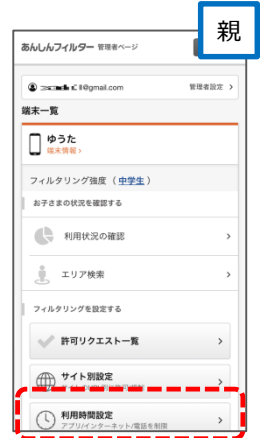 親
あんしんフィルター 管理者ページ
@gmail.com 管理者設定 >
端末一覧
ゆうた
端末情報 >
フィルタリング強度 ( 中学生 )
お子さまの状況を確認する
利用状況の確認 >
エリア検索 >
フィルタリングを設定する
許可リクエスト一覧 >
サイト別設定 >
利用時間設定 >
アプリ/インターネット/電話を制限